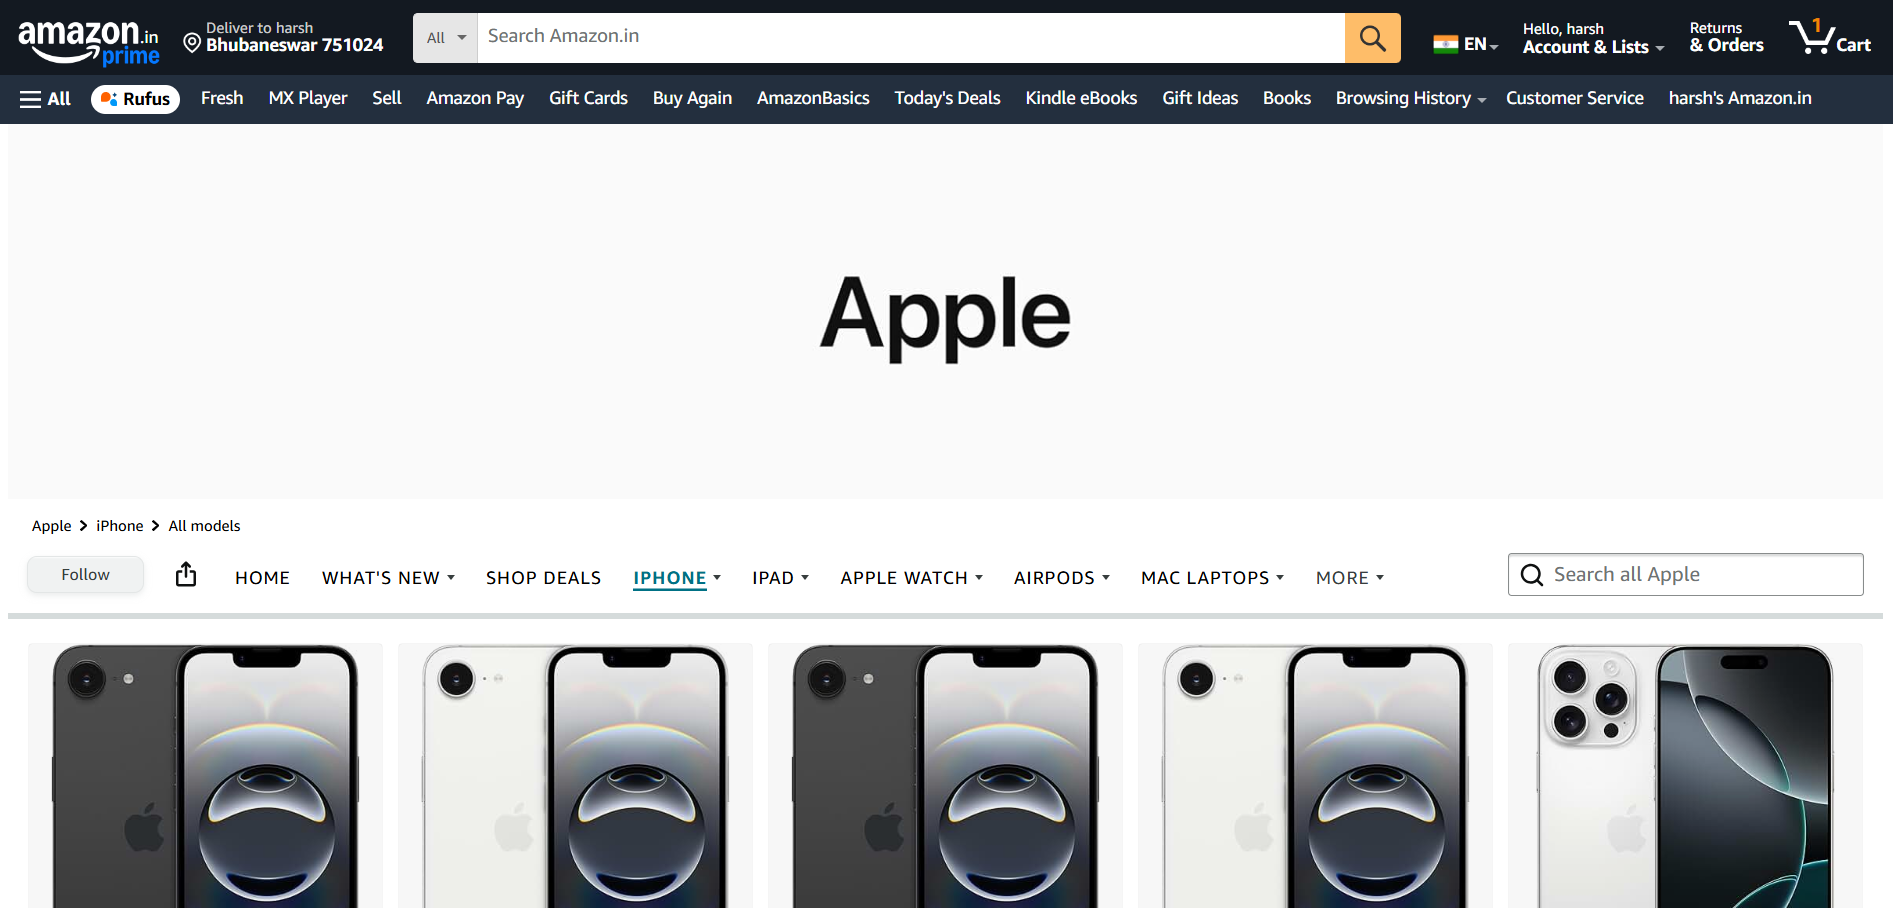 amazon.in
prime
Deliver to harsh
Bhubaneswar 751024
All
Search Amazon.in
EN
Hello, harsh
Account & Lists
Returns
& Orders
1
Cart
All
Rufus
Fresh
MX Player
Sell
Amazon Pay
Gift Cards
Buy Again
AmazonBasics
Today's Deals
Kindle eBooks
Gift Ideas
Books
Browsing History
Customer Service
harsh's Amazon.in
Apple
Apple > iPhone > All models
Follow
HOME
WHAT'S NEW
SHOP DEALS
IPHONE
IPAD
APPLE WATCH
AIRPODS
MAC LAPTOPS
MORE
Search all Apple